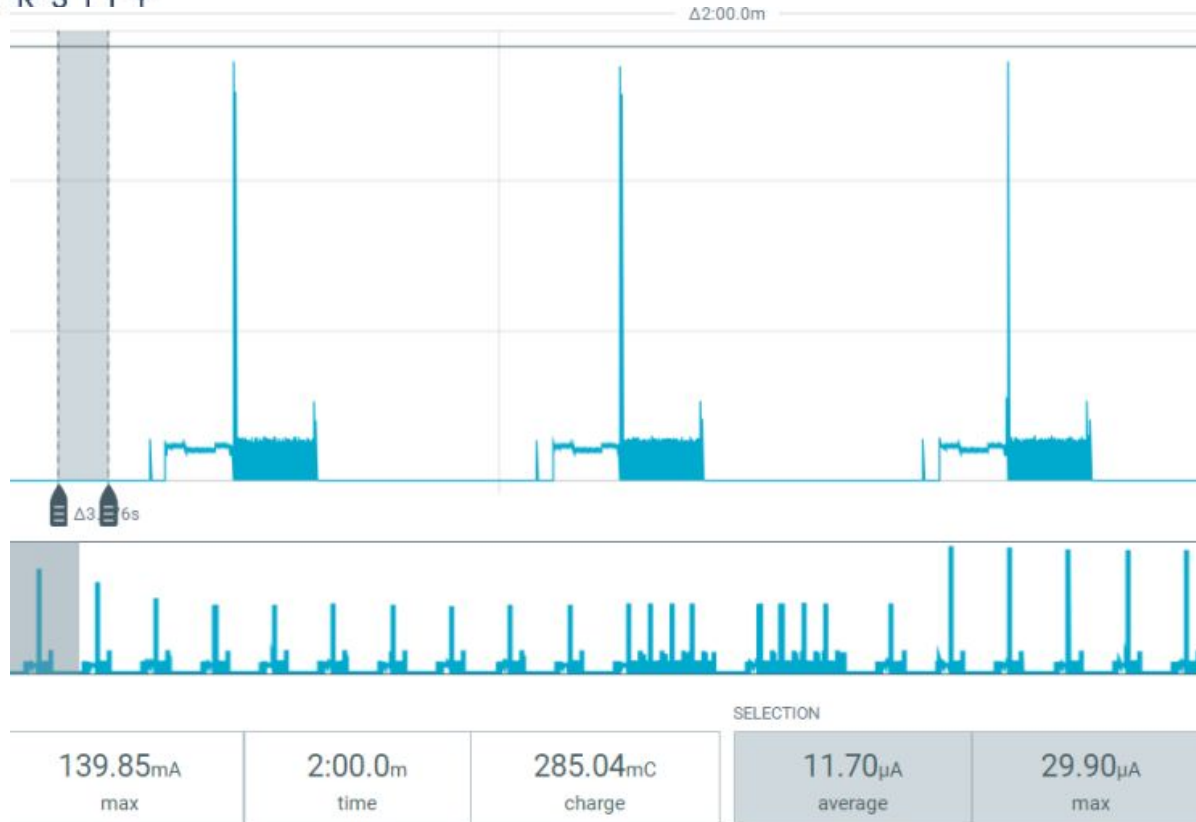 Δ2:00.0m
SELECTION
139.85mA
max
2:00.0m
time
285.04mC
charge
11.70µA
average
29.90µA
max